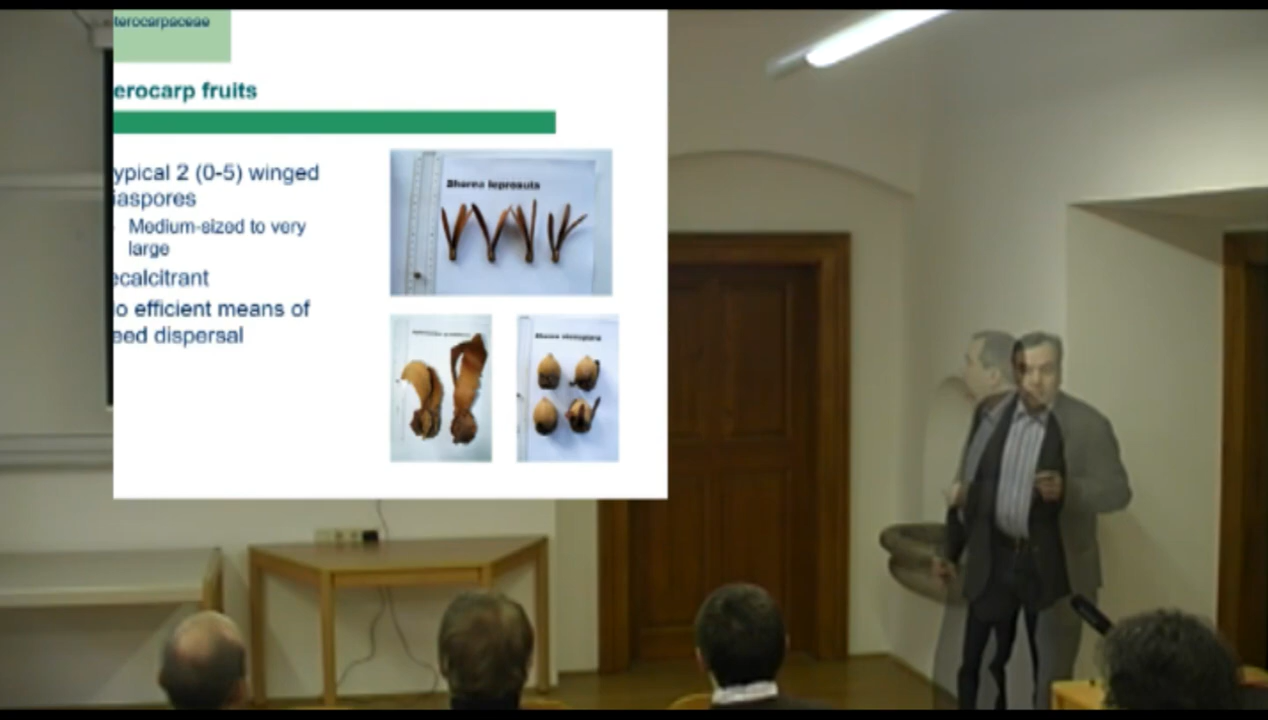 terocarpaceae
erocarp fruits
ypical 2 (0-5) winged
iaspores
Medium-sized to very
large
ecalcitrant
o efficient means of
eed dispersal
Shorea leprosula